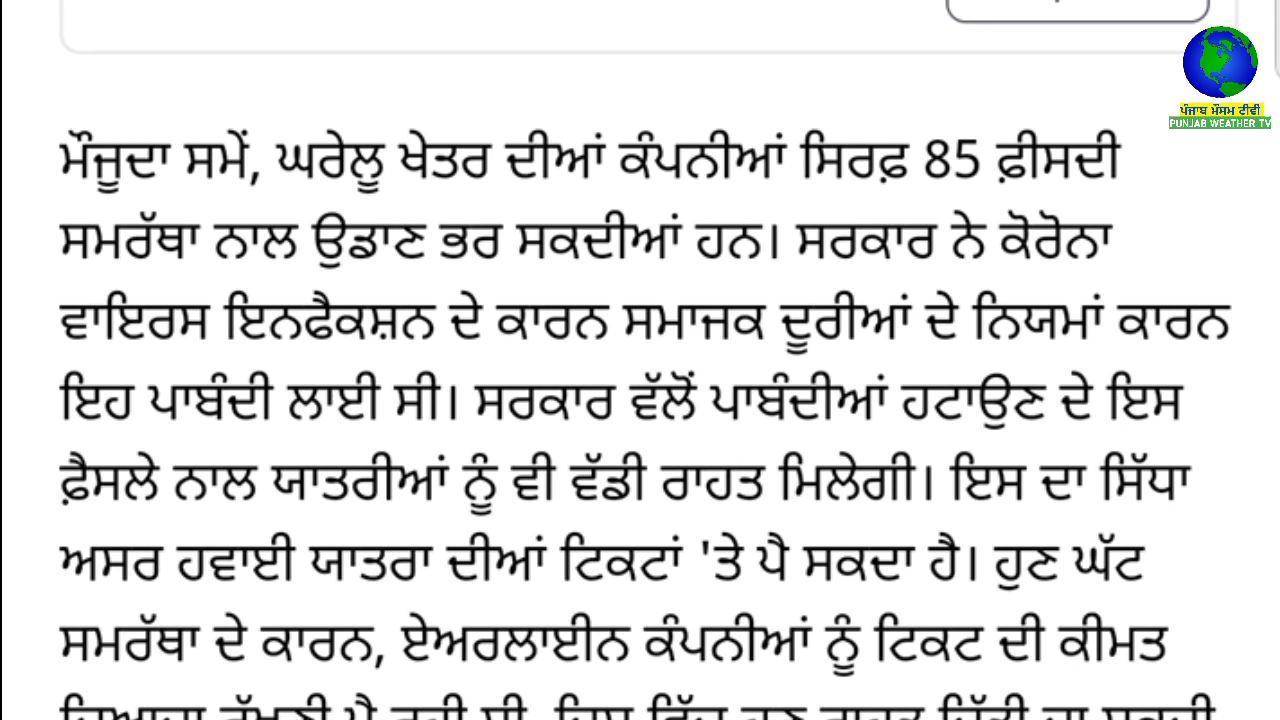 ਪੰਜਾਬ ਮੌਸਮ ਟੀਵੀ
PUNJAB WEATHER TV
ਮੌਜੂਦਾ ਸਮੇਂ, ਘਰੇਲੂ ਖੇਤਰ ਦੀਆਂ ਕੰਪਨੀਆਂ ਸਿਰਫ਼ 85 ਫ਼ੀਸਦੀ
ਸਮਰੱਥਾ ਨਾਲ ਉਡਾਣ ਭਰ ਸਕਦੀਆਂ ਹਨ। ਸਰਕਾਰ ਨੇ ਕੋਰੋਨਾ
ਵਾਇਰਸ ਇਨਫੈਕਸ਼ਨ ਦੇ ਕਾਰਨ ਸਮਾਜਕ ਦੂਰੀਆਂ ਦੇ ਨਿਯਮਾਂ ਕਾਰਨ
ਇਹ ਪਾਬੰਦੀ ਲਾਈ ਸੀ। ਸਰਕਾਰ ਵੱਲੋਂ ਪਾਬੰਦੀਆਂ ਹਟਾਉਣ ਦੇ ਇਸ
ਫ਼ੈਸਲੇ ਨਾਲ ਯਾਤਰੀਆਂ ਨੂੰ ਵੀ ਵੱਡੀ ਰਾਹਤ ਮਿਲੇਗੀ। ਇਸ ਦਾ ਸਿੱਧਾ
ਅਸਰ ਹਵਾਈ ਯਾਤਰਾ ਦੀਆਂ ਟਿਕਟਾਂ 'ਤੇ ਪੈ ਸਕਦਾ ਹੈ। ਹੁਣ ਘੱਟ
ਸਮਰੱਥਾ ਦੇ ਕਾਰਨ, ਏਅਰਲਾਈਨ ਕੰਪਨੀਆਂ ਨੂੰ ਟਿਕਟ ਦੀ ਕੀਮਤ